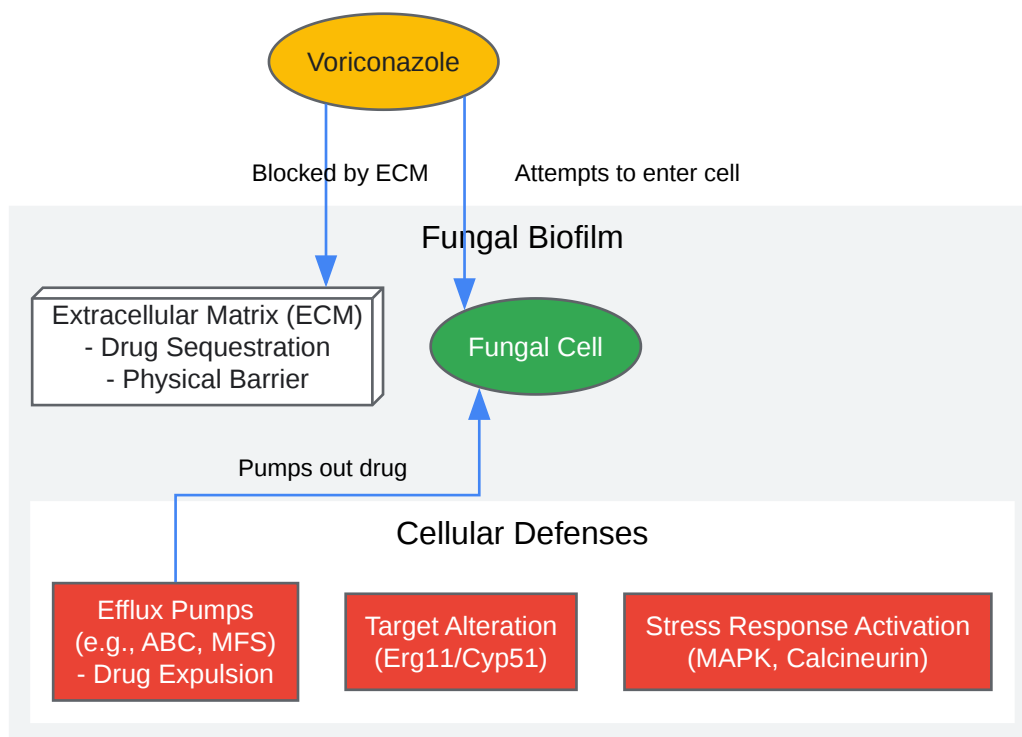 Voriconazole
Blocked by ECM
Attempts to enter cell
Fungal Biofilm
Extracellular Matrix (ECM)
- Drug Sequestration
- Physical Barrier
Fungal Cell
Pumps out drug
Cellular Defenses
Efflux Pumps
(e.g., ABC, MFS)
- Drug Expulsion
Target Alteration
(Erg11/Cyp51)
Stress Response Activation
(MAPK, Calcineurin)